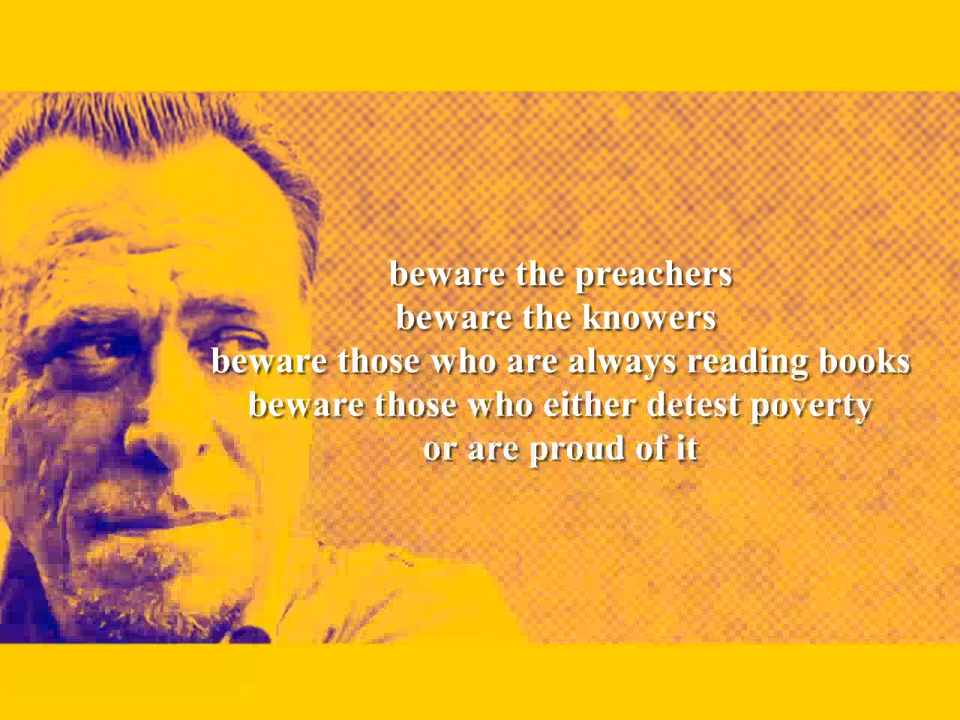 beware the preachers
beware the knowers
beware those who are always reading books
beware those who either detest poverty
or are proud of it